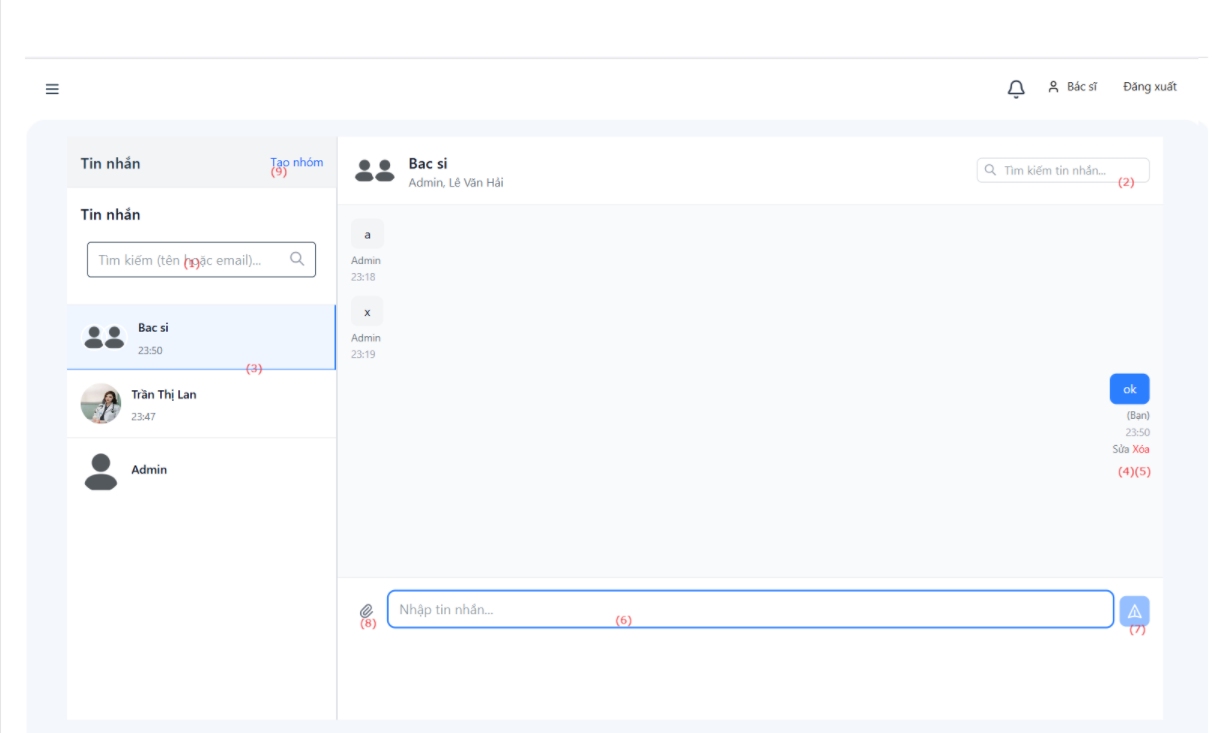 Bác sĩ Đăng xuất
Tin nhắn Tạo nhóm
(9)
Tin nhắn
Tìm kiếm (tên hoặc email)...
(1)
Bac si
23:50
(3)
Trần Thị Lan
23:47
Admin
Bac si
Admin, Lê Văn Hải
Tìm kiếm tin nhắn...
(2)
a
Admin
23:18
x
Admin
23:19
ok
(Bạn)
23:50
Sửa Xóa
(4)(5)
Nhập tin nhắn...
(8)
(6)
(7)